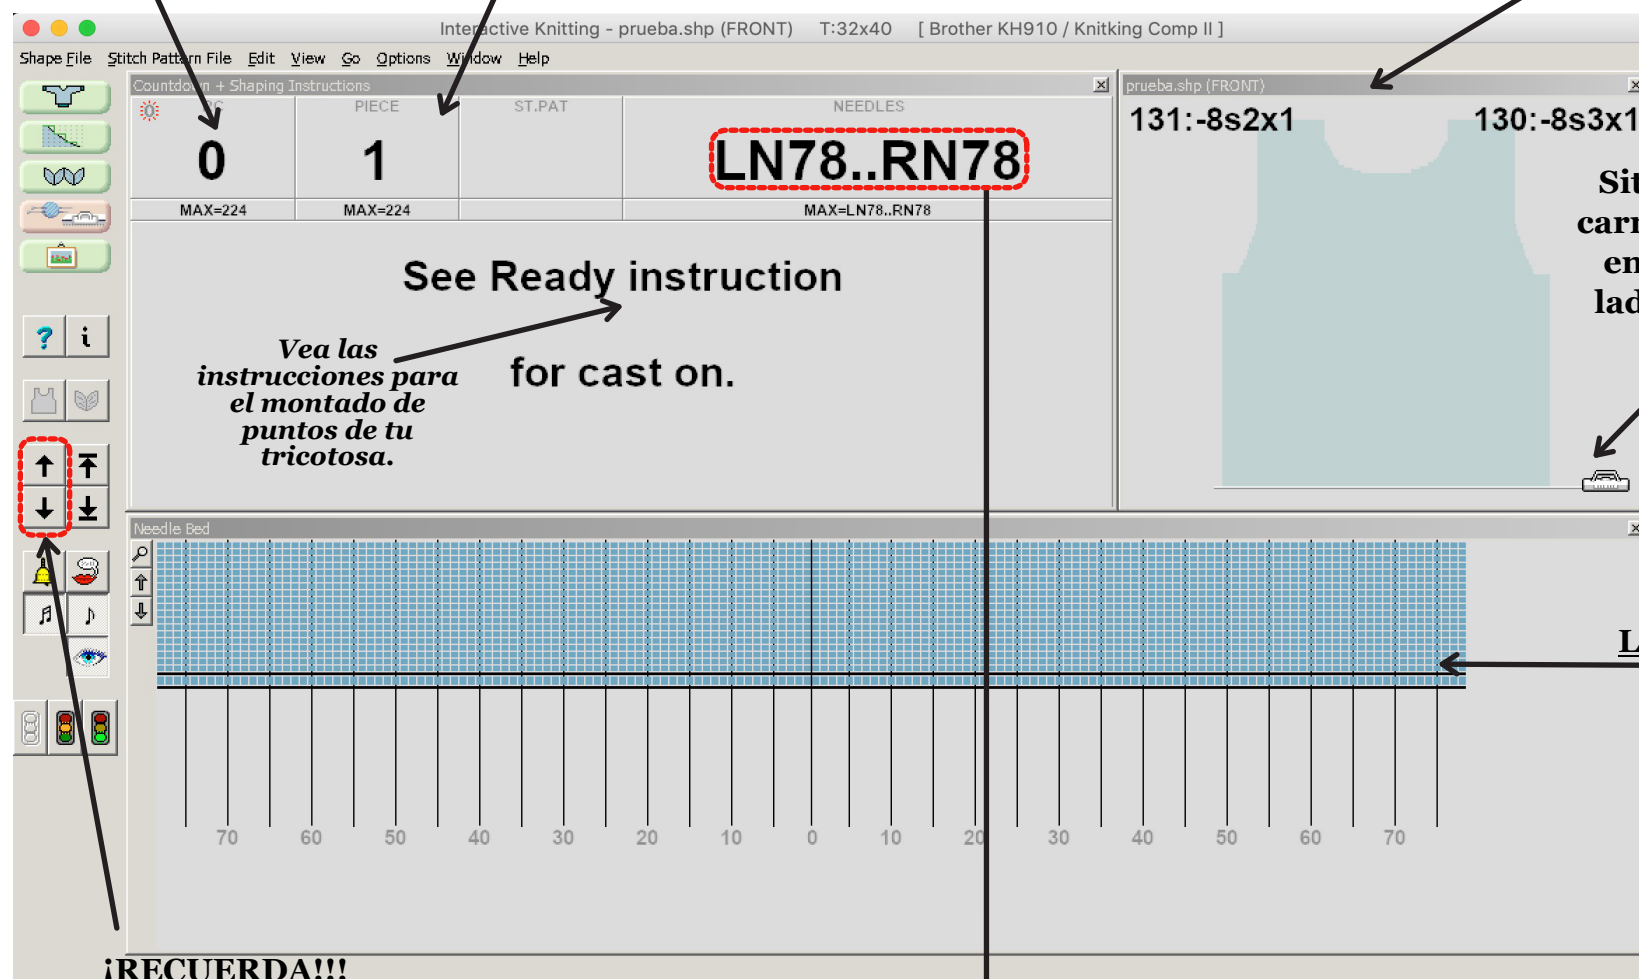 Interactive Knitting - prueba.shp (FRONT) T:32x40 [ Brother KH910 / Knitking Comp II ]
Shape File Stitch Pattern File Edit View Go Options Window Help
Countdown + Shaping Instructions
prueba.shp (FRONT)
RC PIECE ST.PAT NEEDLES
0 1 LN78..RN78
MAX=224 MAX=224 MAX=LN78..RN78
131:-8s2x1 130:-8s3x1
See Ready instruction
for cast on.
Vea las
instrucciones para
el montado de
puntos de tu
tricotosa.
Needle Bed
70 60 50 40 30 20 10 0 10 20 30 40 50 60 70
¡RECUERDA!!!